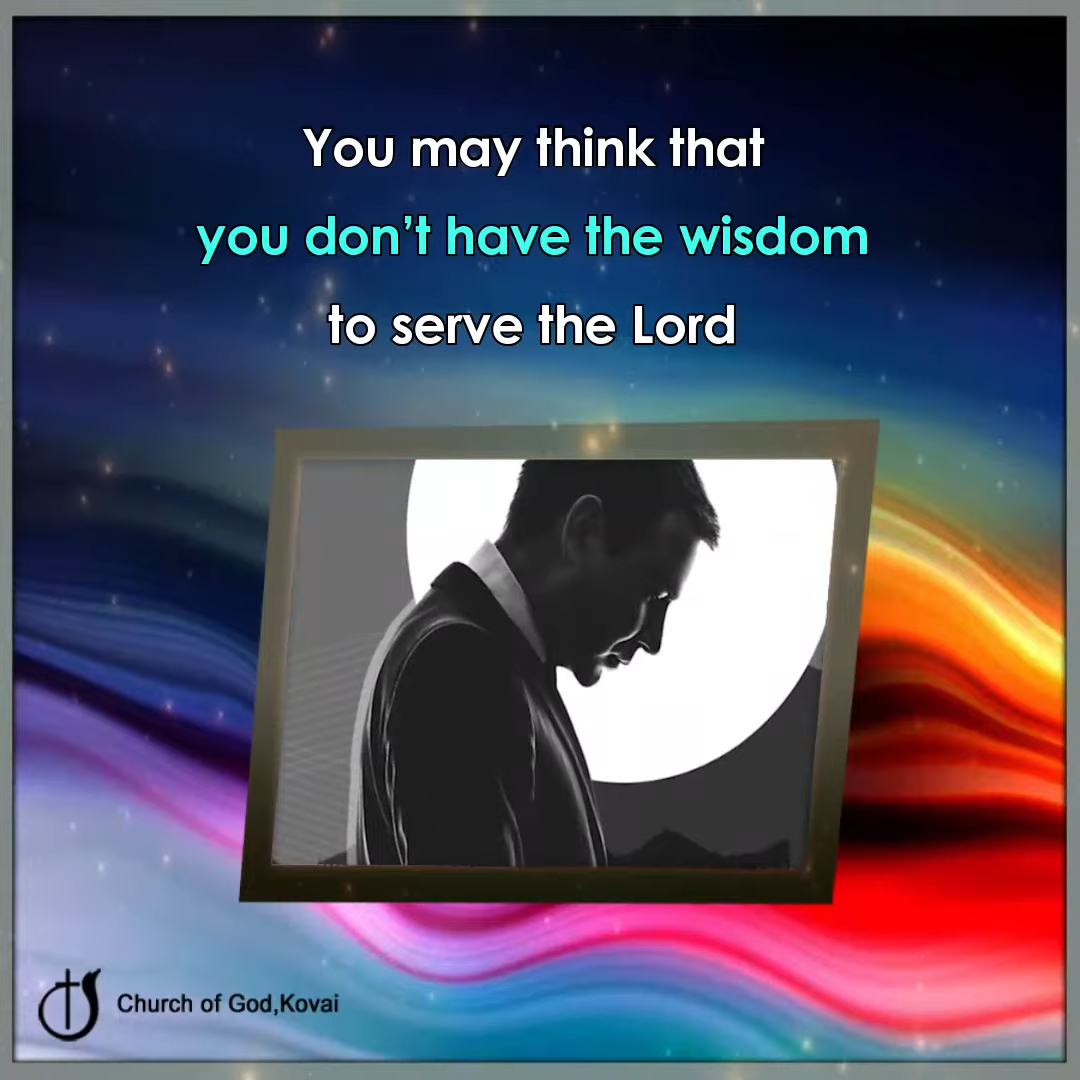 You may think that
you don’t have the wisdom
to serve the Lord
Church of God,Kovai